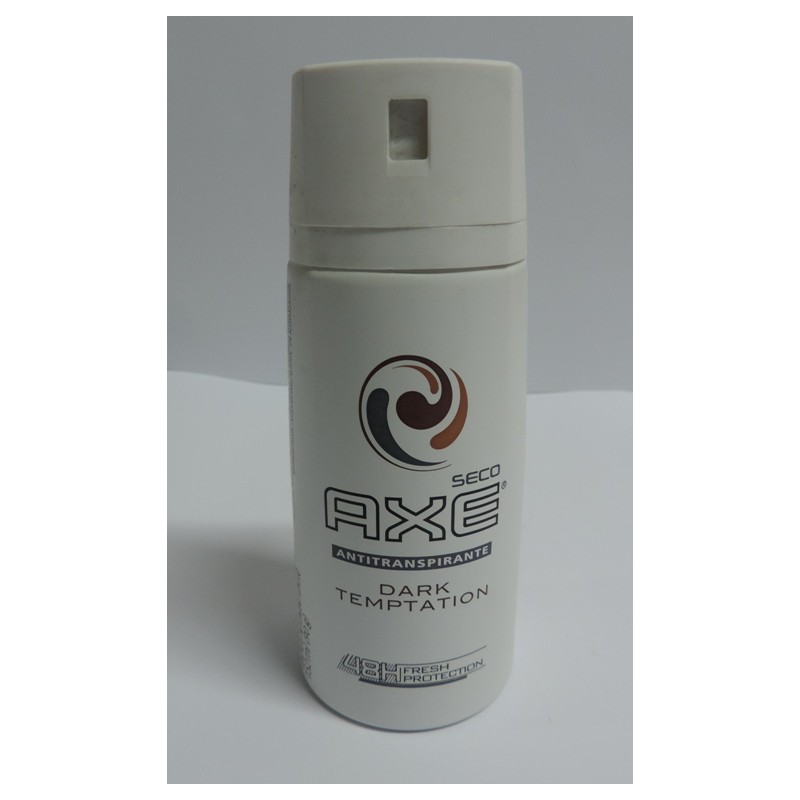 SECO
AXE®
ANTITRANSPIRANTE
DARK
TEMPTATION
48H FRESH
PROTECTION